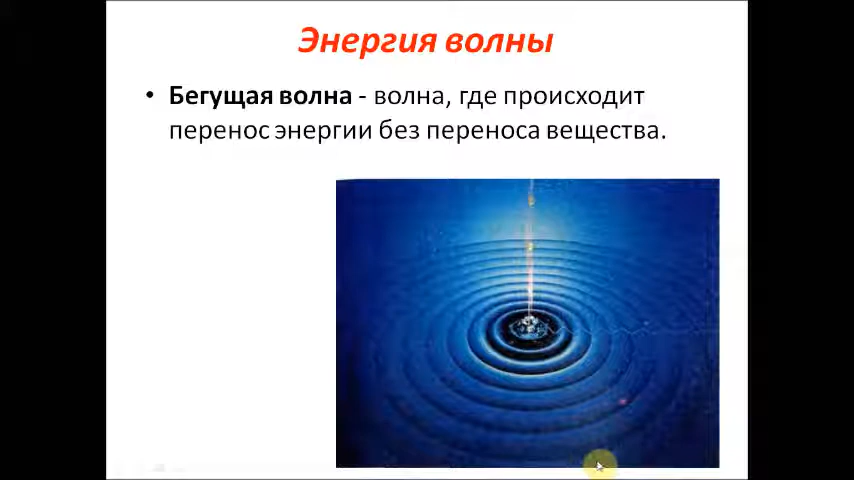 Энергия волны
• Бегущая волна - волна, где происходит
перенос энергии без переноса вещества.